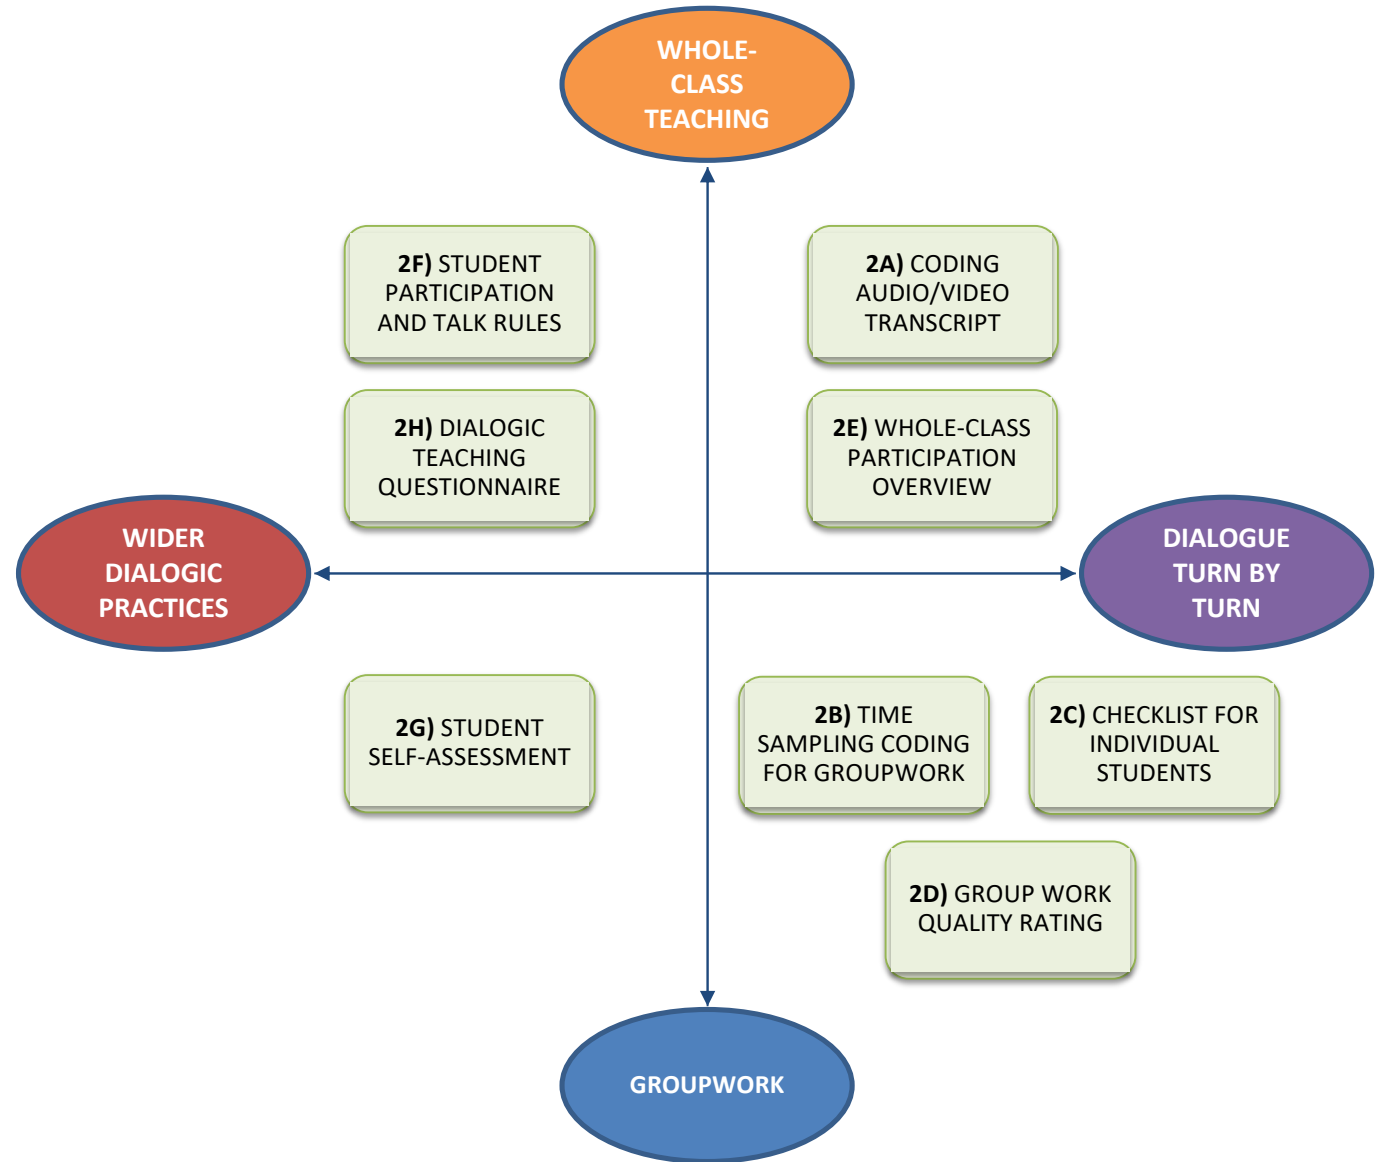 WHOLE-
CLASS
TEACHING
2F) STUDENT
PARTICIPATION
AND TALK RULES
2A) CODING
AUDIO/VIDEO
TRANSCRIPT
2H) DIALOGIC
TEACHING
QUESTIONNAIRE
2E) WHOLE-CLASS
PARTICIPATION
OVERVIEW
WIDER
DIALOGIC
PRACTICES
DIALOGUE
TURN BY
TURN
2G) STUDENT
SELF-ASSESSMENT
2B) TIME
SAMPLING CODING
FOR GROUPWORK
2C) CHECKLIST FOR
INDIVIDUAL
STUDENTS
2D) GROUP WORK
QUALITY RATING
GROUPWORK